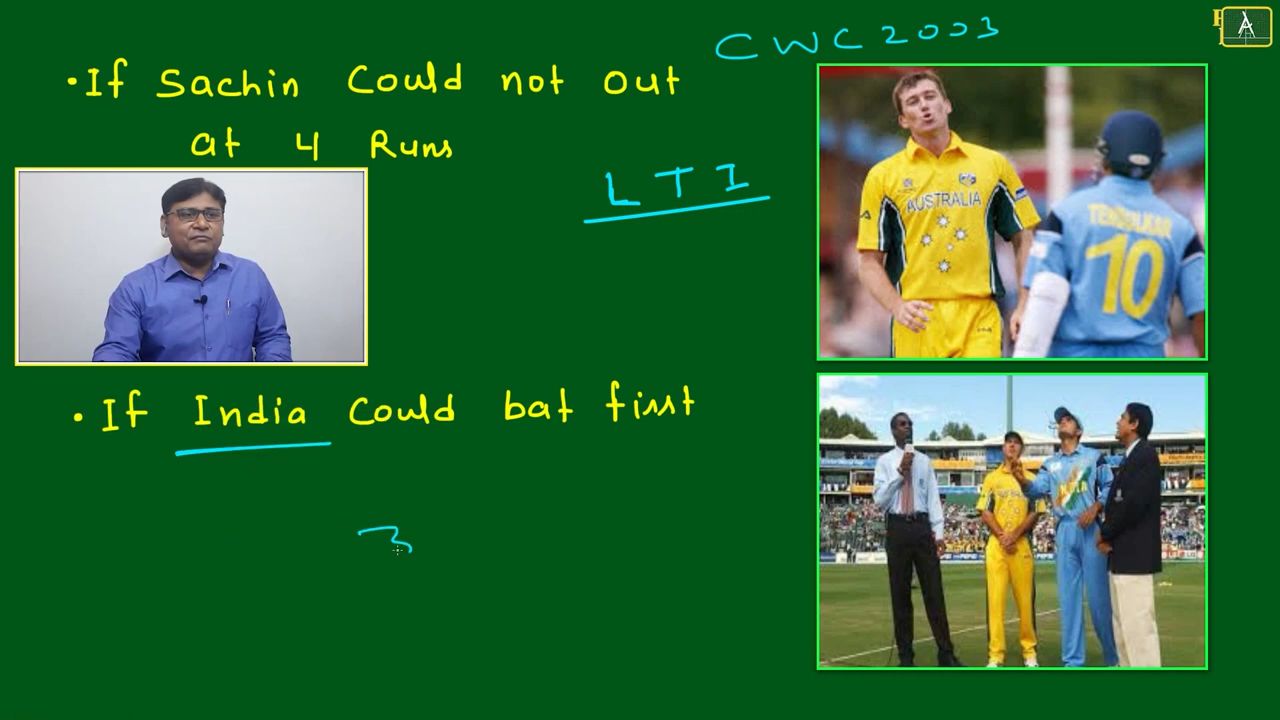 CWC 2003
• If Sachin Could not out
at 4 Runs
LTI
AUSTRALIA
TENDULKAR
10
• If India Could bat first
3